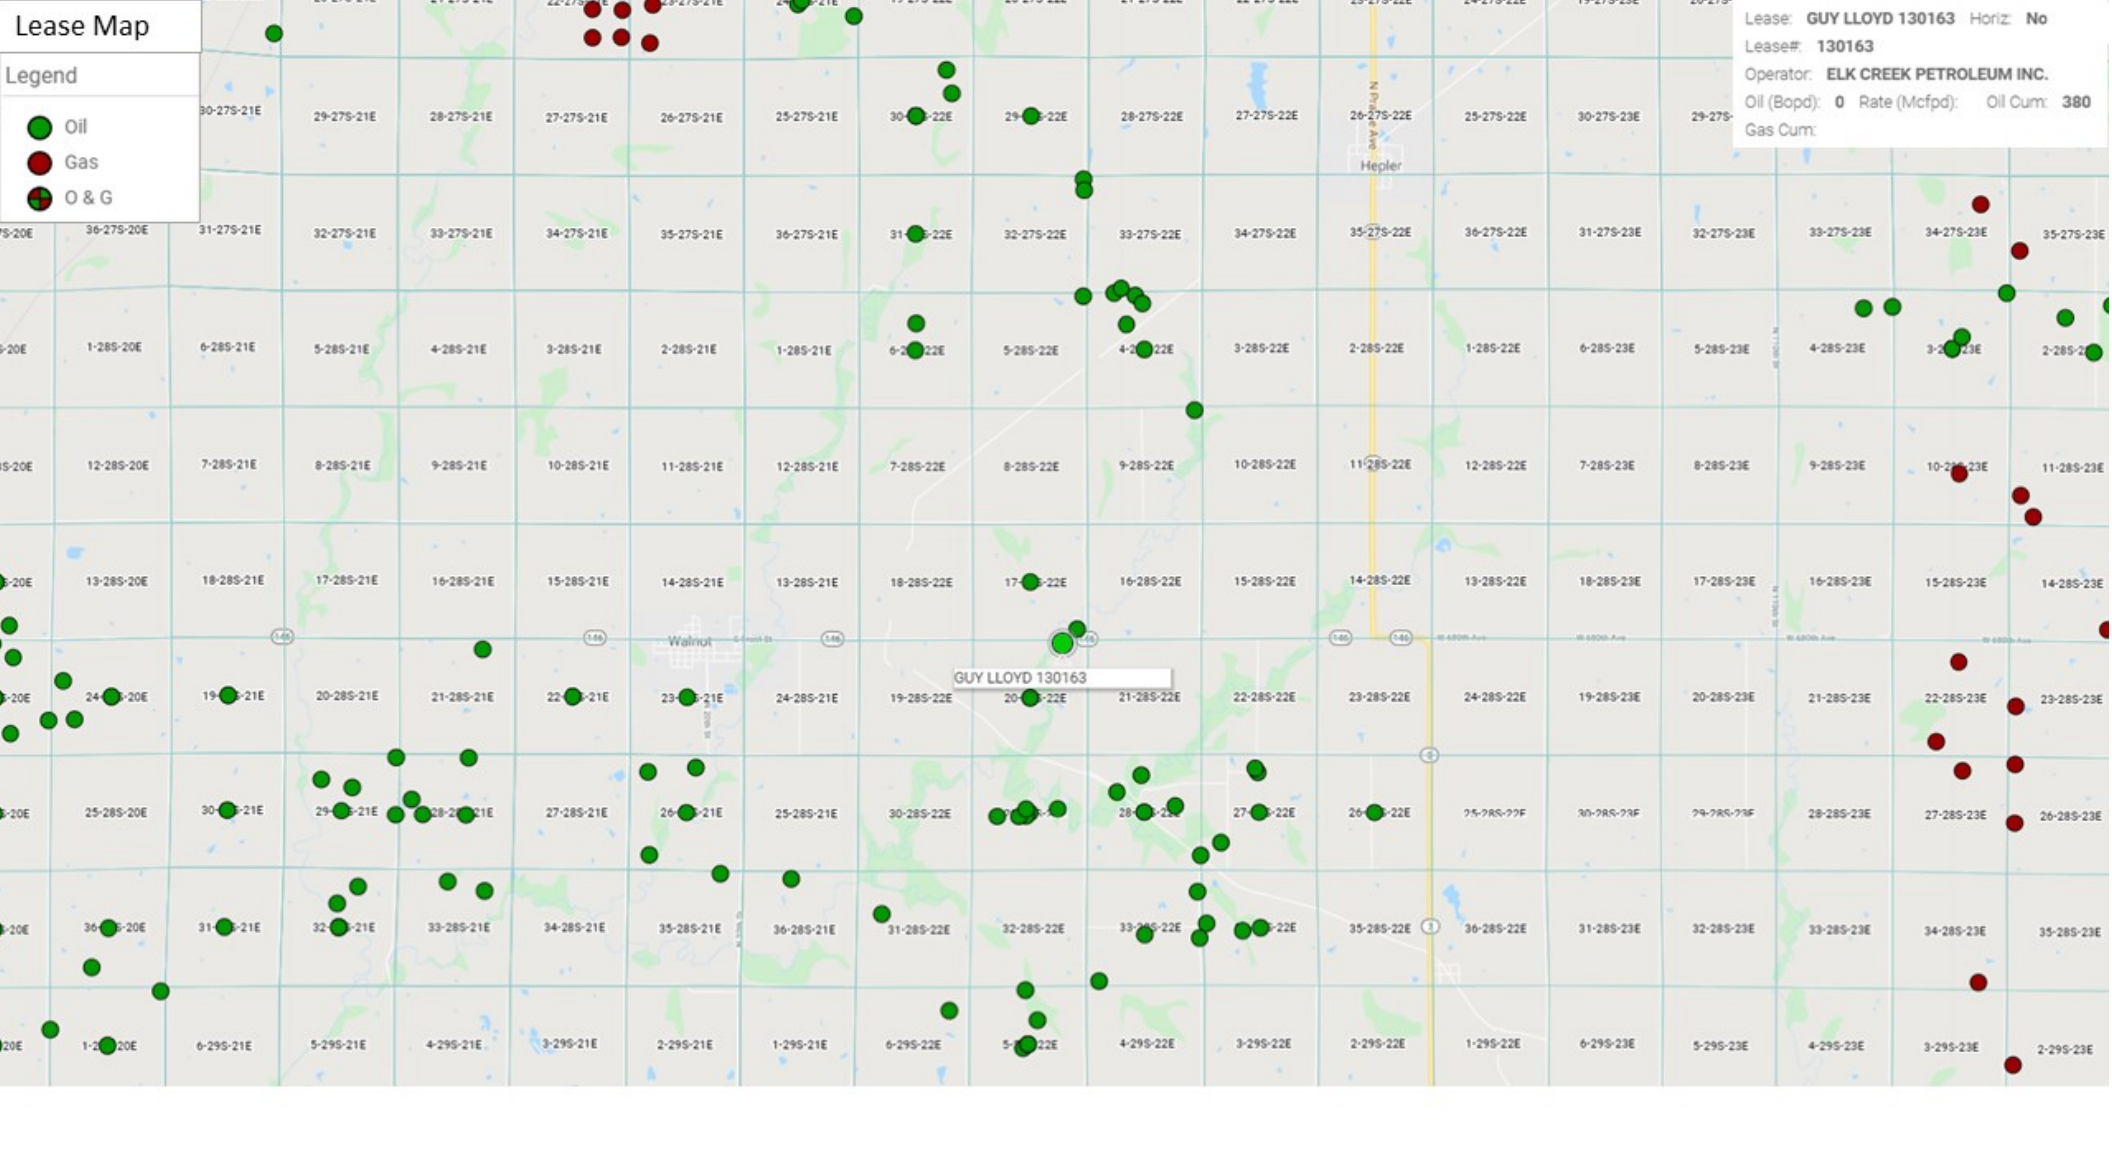 Lease Map
Legend
Oil
Gas
O & G
Lease: GUY LLOYD 130163 Horiz: No
Lease#: 130163
Operator: ELK CREEK PETROLEUM INC.
Oil (Bopd): 0 Rate (Mcfpd): Oil Cum: 380
Gas Cum:
30-27S-21E 29-27S-21E 28-27S-21E 27-27S-21E 26-27S-21E 25-27S-21E 28-27S-22E 27-27S-22E 26-27S-22E 25-27S-22E 30-27S-23E
Hepler
36-27S-20E 31-27S-21E 32-27S-21E 33-27S-21E 34-27S-21E 35-27S-21E 36-27S-21E 32-27S-22E 33-27S-22E 34-27S-22E 35-27S-22E 36-27S-22E 31-27S-23E 32-27S-23E 33-27S-23E 34-27S-23E 35-27S-23E
1-28S-20E 6-28S-21E 5-28S-21E 4-28S-21E 3-28S-21E 2-28S-21E 1-28S-21E 5-28S-22E 3-28S-22E 2-28S-22E 1-28S-22E 6-28S-23E 5-28S-23E 4-28S-23E
12-28S-20E 7-28S-21E 8-28S-21E 9-28S-21E 10-28S-21E 11-28S-21E 12-28S-21E 7-28S-22E 8-28S-22E 9-28S-22E 10-28S-22E 11-28S-22E 12-28S-22E 7-28S-23E 8-28S-23E 9-28S-23E 11-28S-23E
13-28S-20E 18-28S-21E 17-28S-21E 16-28S-21E 15-28S-21E 14-28S-21E 13-28S-21E 18-28S-22E 16-28S-22E 15-28S-22E 14-28S-22E 13-28S-22E 18-28S-23E 17-28S-23E 16-28S-23E 15-28S-23E 14-28S-23E
146 146 Walnut 146 146 146
GUY LLOYD 130163
20-28S-21E 21-28S-21E 24-28S-21E 19-28S-22E 21-28S-22E 22-28S-22E 23-28S-22E 24-28S-22E 19-28S-23E 20-28S-23E 21-28S-23E 22-28S-23E 23-28S-23E
25-28S-20E 27-28S-21E 25-28S-21E 30-28S-22E 25-28S-22E 30-28S-23E 29-28S-23E 28-28S-23E 27-28S-23E 26-28S-23E
33-28S-21E 34-28S-21E 35-28S-21E 36-28S-21E 31-28S-22E 32-28S-22E 35-28S-22E 36-28S-22E 31-28S-23E 32-28S-23E 33-28S-23E 34-28S-23E 35-28S-23E
6-29S-21E 5-29S-21E 4-29S-21E 3-29S-21E 2-29S-21E 1-29S-21E 6-29S-22E 4-29S-22E 3-29S-22E 2-29S-22E 1-29S-22E 6-29S-23E 5-29S-23E 4-29S-23E 3-29S-23E 2-29S-23E